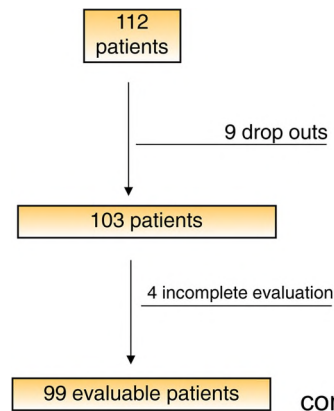 112
patients
9 drop outs
103 patients
4 incomplete evaluation
99 evaluable patients